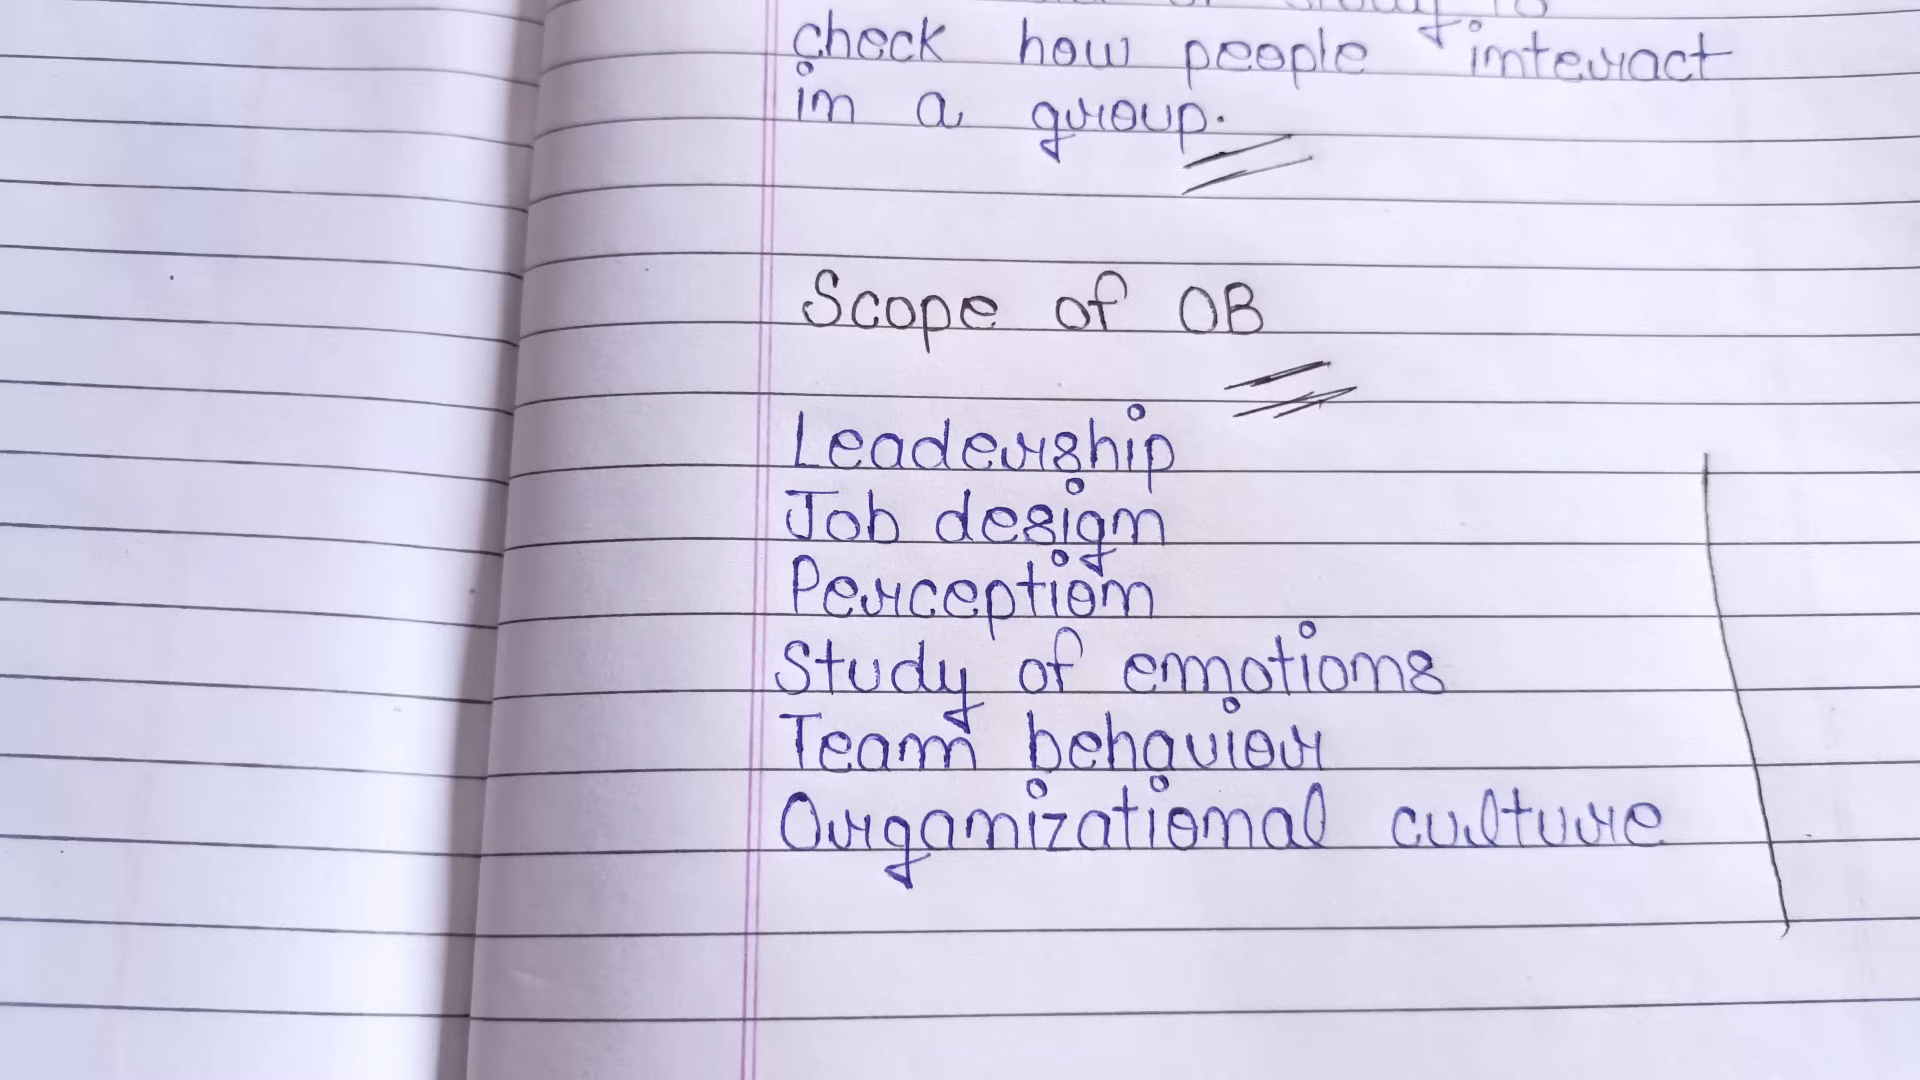 check how people interact
in a group.
Scope of OB
Leadership
Job design
Perception
Study of emotions
Team behavior
Organizational culture